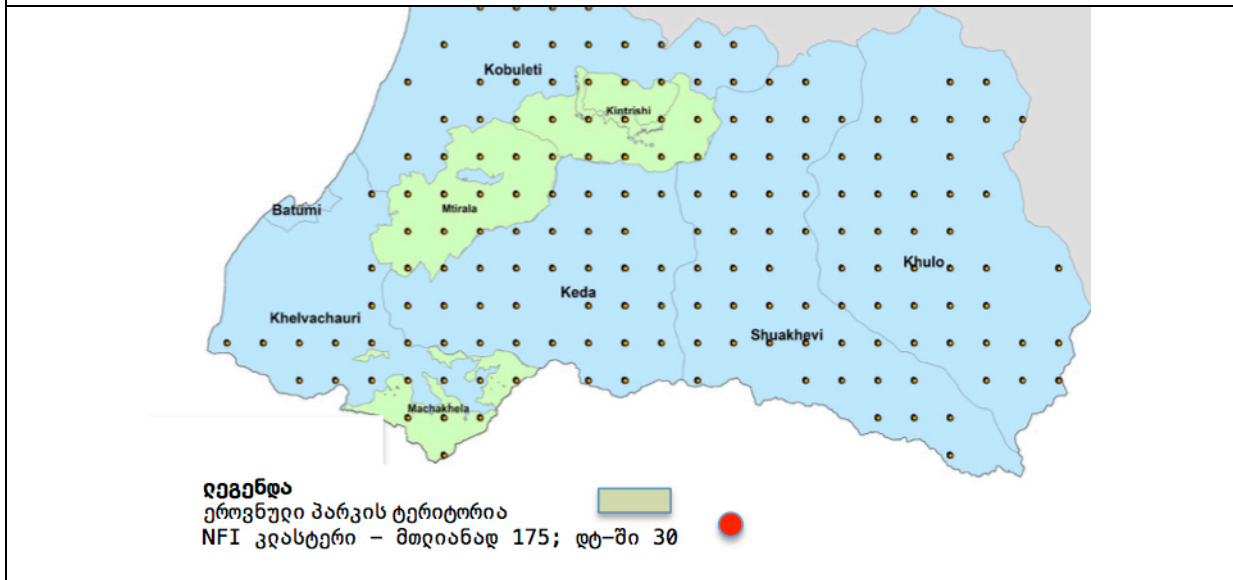 Kobuleti
Kintrishi
Batumi
Mtirala
Khulo
Keda
Khelvachauri
Shuakhevi
Machakhela
ლეგენდა
ეროვნული პარკის ტერიტორია
NFI კლასტერი – მთლიანად 175; დტ–ში 30